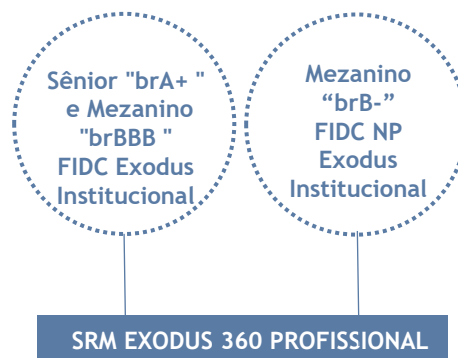 Sênior "brA+ "
e Mezanino
"brBBB "
FIDC Exodus
Institucional
Mezanino
“brB-”
FIDC NP
Exodus
Institucional
SRM EXODUS 360 PROFISSIONAL